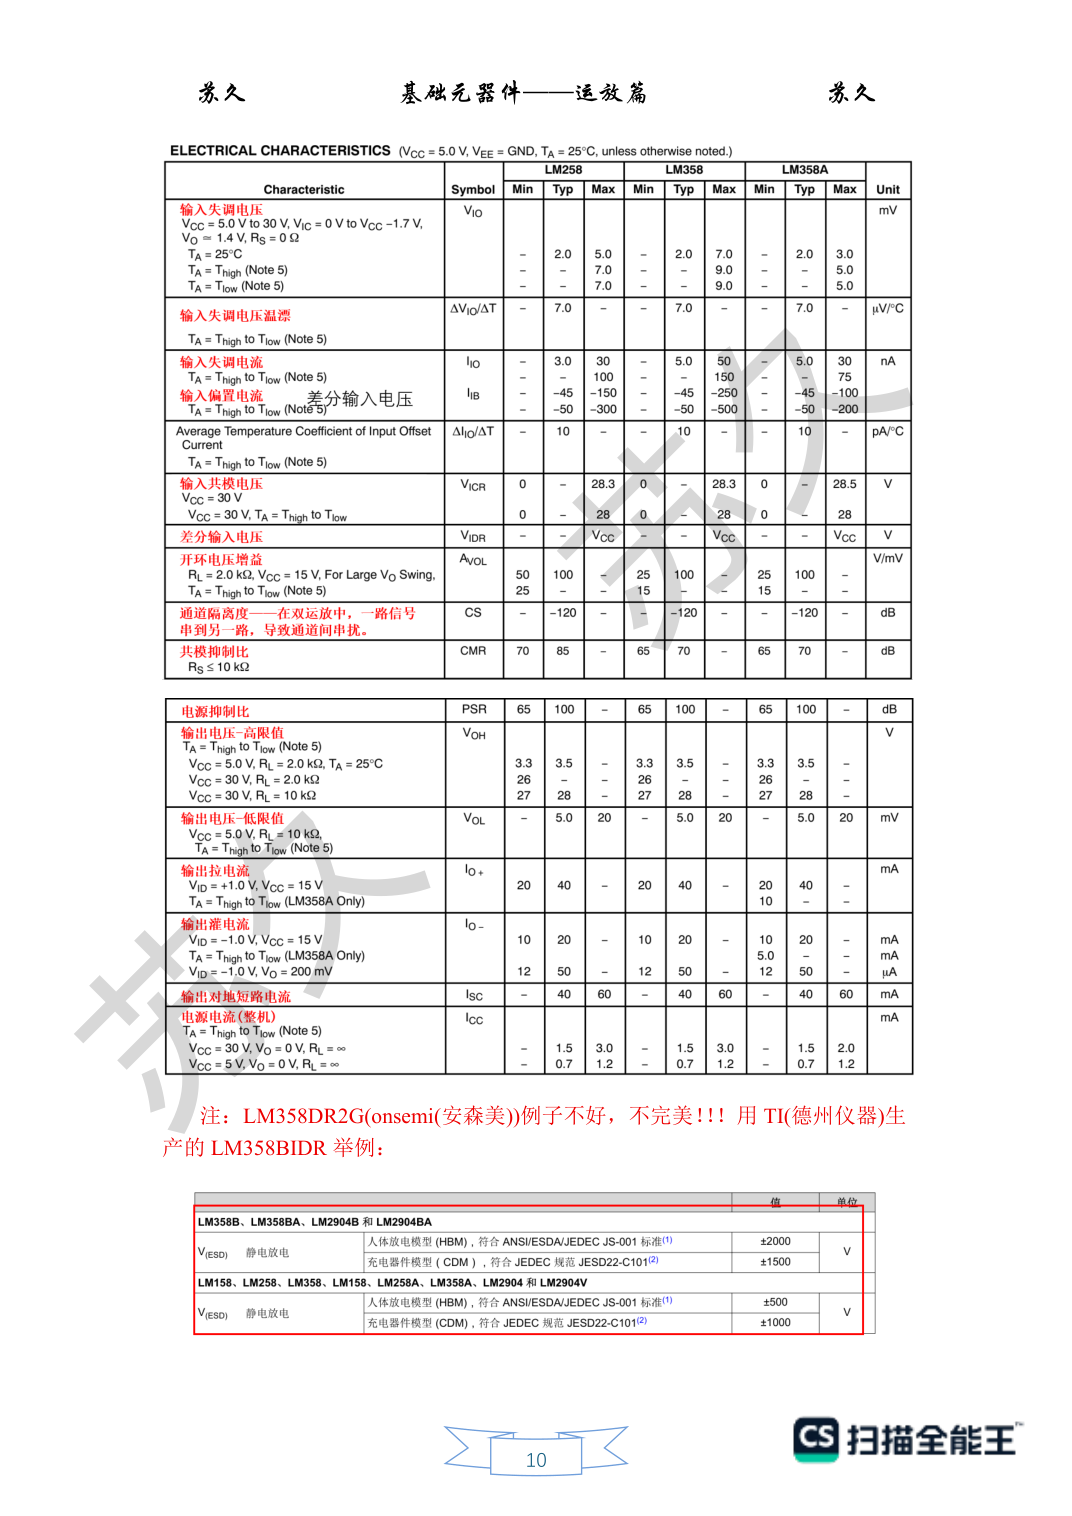 苏久 基础元器件——运放篇 苏久
ELECTRICAL CHARACTERISTICS (VCC = 5.0 V, VEE = GND, TA = 25°C, unless otherwise noted.)
LM258 LM358 LM358A
Characteristic Symbol Min Typ Max Min Typ Max Min Typ Max Unit
输入失调电压 VIO mV
VCC = 5.0 V to 30 V, VIC = 0 V to VCC −1.7 V,
VO ≃ 1.4 V, RS = 0 Ω
TA = 25°C – 2.0 5.0 – 2.0 7.0 – 2.0 3.0
TA = Thigh (Note 5) – – 7.0 – – 9.0 – – 5.0
TA = Tlow (Note 5) – – 7.0 – – 9.0 – – 5.0
输入失调电压温漂 ΔVIO/ΔT – 7.0 – – 7.0 – – 7.0 – μV/°C
TA = Thigh to Tlow (Note 5)
输入失调电流 IIO – 3.0 30 – 5.0 50 – 5.0 30 nA
TA = Thigh to Tlow (Note 5) – – 100 – – 150 – – 75
输入偏置电流 差分输入电压 IIB – −45 −150 – −45 −250 – −45 −100
TA = Thigh to Tlow (Note 5) – −50 −300 – −50 −500 – −50 −200
Average Temperature Coefficient of Input Offset ΔIIO/ΔT – 10 – – 10 – – 10 – pA/°C
Current
TA = Thigh to Tlow (Note 5)
输入共模电压 VICR 0 – 28.3 0 – 28.3 0 – 28.5 V
VCC = 30 V
VCC = 30 V, TA = Thigh to Tlow 0 – 28 0 – 28 0 – 28
差分输入电压 VIDR – – VCC – – VCC – – VCC V
开环电压增益 AVOL V/mV
RL = 2.0 kΩ, VCC = 15 V, For Large VO Swing, 50 100 – 25 100 – 25 100 –
TA = Thigh to Tlow (Note 5) 25 – – 15 – – 15 – –
通道隔离度——在双运放中，一路信号 CS – −120 – – −120 – – −120 – dB
串到另一路，导致通道间串扰。
共模抑制比 CMR 70 85 – 65 70 – 65 70 – dB
RS ≤ 10 kΩ
电源抑制比 PSR 65 100 – 65 100 – 65 100 – dB
输出电压-高限值 VOH V
TA = Thigh to Tlow (Note 5)
VCC = 5.0 V, RL = 2.0 kΩ, TA = 25°C 3.3 3.5 – 3.3 3.5 – 3.3 3.5 –
VCC = 30 V, RL = 2.0 kΩ 26 – – 26 – – 26 – –
VCC = 30 V, RL = 10 kΩ 27 28 – 27 28 – 27 28 –
输出电压-低限值 VOL – 5.0 20 – 5.0 20 – 5.0 20 mV
VCC = 5.0 V, RL = 10 kΩ,
TA = Thigh to Tlow (Note 5)
输出拉电流 IO + mA
VID = +1.0 V, VCC = 15 V 20 40 – 20 40 – 20 40 –
TA = Thigh to Tlow (LM358A Only) 10 – –
输出灌电流 IO −
VID = −1.0 V, VCC = 15 V 10 20 – 10 20 – 10 20 – mA
TA = Thigh to Tlow (LM358A Only) 5.0 – – mA
VID = −1.0 V, VO = 200 mV 12 50 – 12 50 – 12 50 – μA
输出对地短路电流 ISC – 40 60 – 40 60 – 40 60 mA
电源电流(整机) ICC mA
TA = Thigh to Tlow (Note 5)
VCC = 30 V, VO = 0 V, RL = ∞ – 1.5 3.0 – 1.5 3.0 – 1.5 2.0
VCC = 5 V, VO = 0 V, RL = ∞ – 0.7 1.2 – 0.7 1.2 – 0.7 1.2
苏久
苏久
注：LM358DR2G(onsemi(安森美))例子不好，不完美！！！用 TI(德州仪器)生
产的 LM358BIDR 举例：
值 单位
LM358B、LM358BA、LM2904B 和 LM2904BA
V(ESD) 静电放电 人体放电模型 (HBM)，符合 ANSI/ESDA/JEDEC JS-001 标准(1) ±2000 V
充电器件模型 ( CDM ) ，符合 JEDEC 规范 JESD22-C101(2) ±1500
LM158、LM258、LM358、LM158、LM258A、LM358A、LM2904 和 LM2904V
V(ESD) 静电放电 人体放电模型 (HBM)，符合 ANSI/ESDA/JEDEC JS-001 标准(1) ±500 V
充电器件模型 (CDM)，符合 JEDEC 规范 JESD22-C101(2) ±1000
10
CS 扫描全能王™